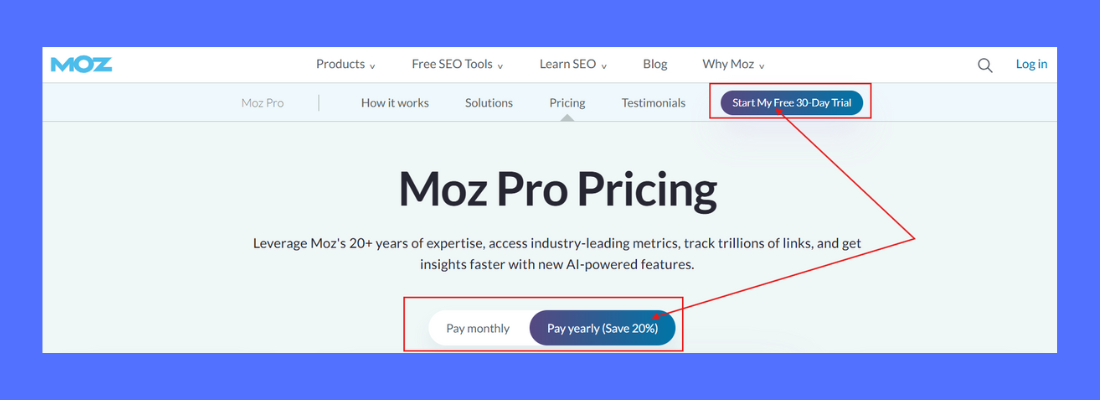 MOZ
Products Free SEO Tools Learn SEO Blog Why Moz Log in
Moz Pro How it works Solutions Pricing Testimonials Start My Free 30-Day Trial
Moz Pro Pricing
Leverage Moz's 20+ years of expertise, access industry-leading metrics, track trillions of links, and get
insights faster with new AI-powered features.
Pay monthly Pay yearly (Save 20%)